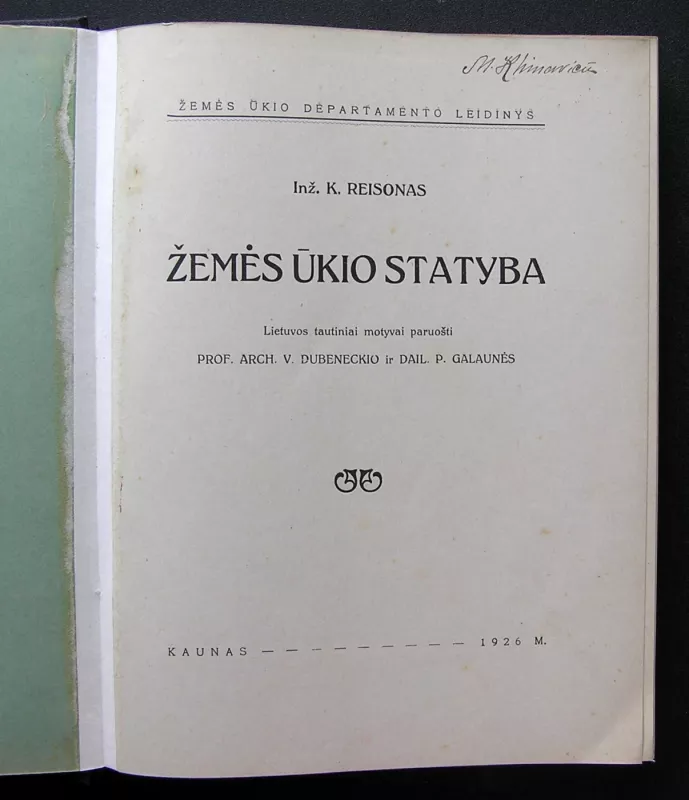 M. Klimavičius
ŽEMĖS ŪKIO DEPARTAMENTO LEIDINYS
Inž. K. REISONAS
ŽEMĖS ŪKIO STATYBA
Lietuvos tautiniai motyvai paruošti
PROF. ARCH. V. DUBENECKIO ir DAIL. P. GALAUNĖS
KAUNAS — — — — — — — — — 1926 M.